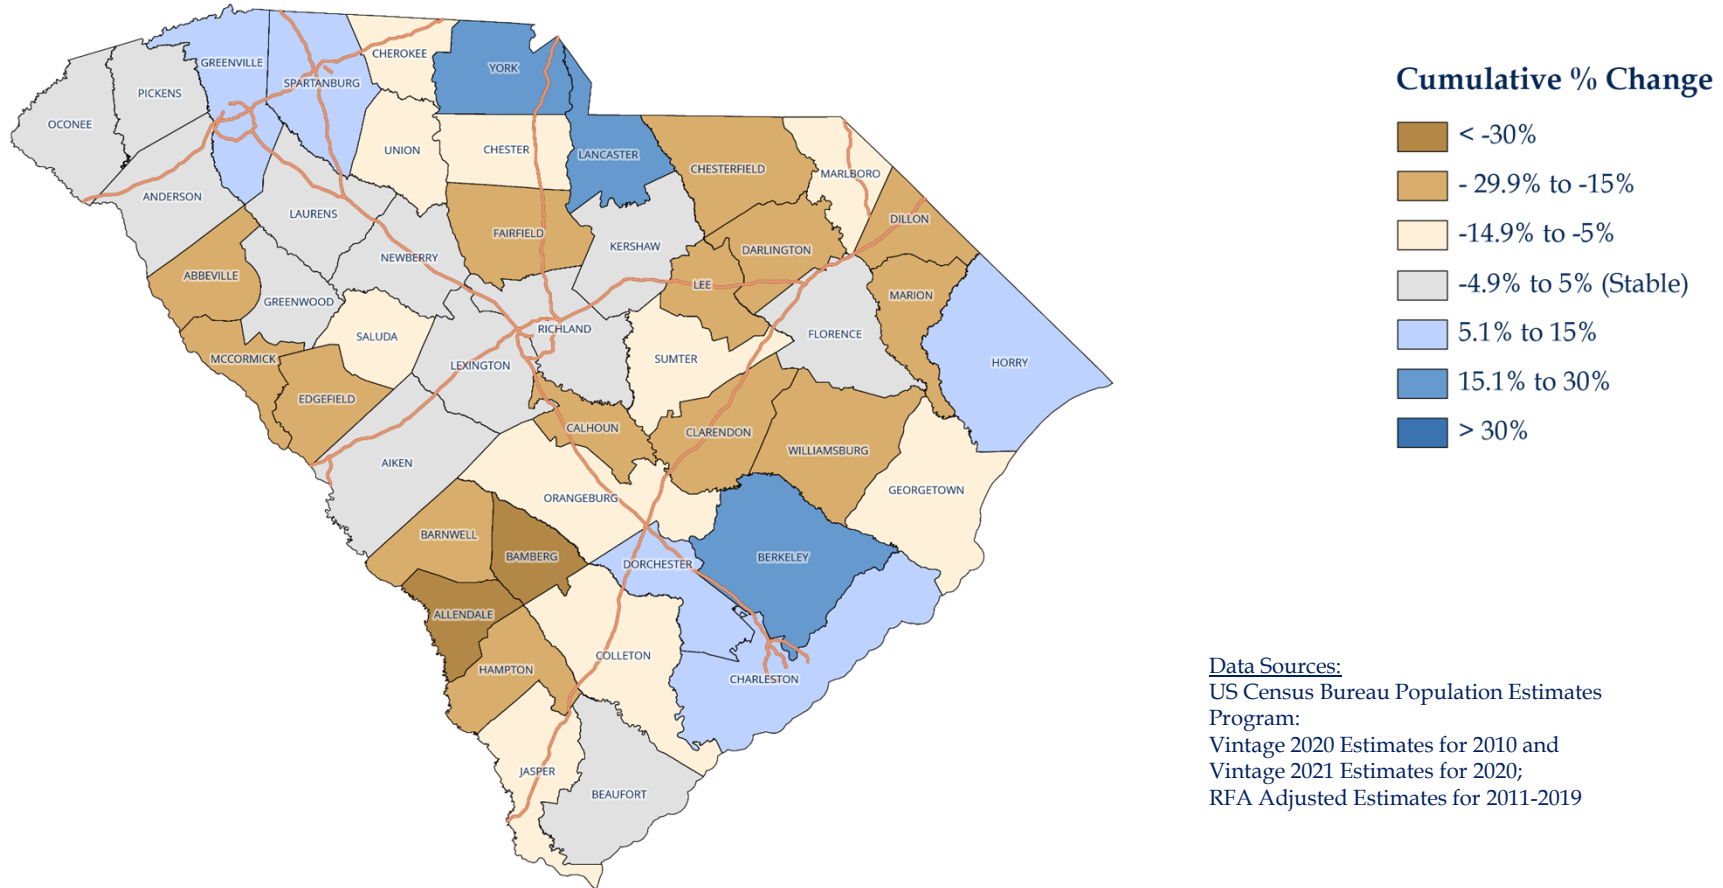 CHEROKEE
GREENVILLE
YORK
SPARTANBURG
PICKENS
OCONEE
UNION
CHESTER
LANCASTER
CHESTERFIELD
MARLBORO
ANDERSON
LAURENS
DILLON
FAIRFIELD
KERSHAW
DARLINGTON
NEWBERRY
ABBEVILLE
LEE
MARION
GREENWOOD
RICHLAND
SALUDA
FLORENCE
MCCORMICK
SUMTER
HORRY
LEXINGTON
EDGEFIELD
CALHOUN
CLARENDON
WILLIAMSBURG
AIKEN
GEORGETOWN
ORANGEBURG
BARNWELL
BAMBERG
BERKELEY
DORCHESTER
ALLENDALE
COLLETON
HAMPTON
CHARLESTON
JASPER
BEAUFORT
Cumulative % Change
< -30%
- 29.9% to -15%
-14.9% to -5%
-4.9% to 5% (Stable)
5.1% to 15%
15.1% to 30%
> 30%
Data Sources:
US Census Bureau Population Estimates
Program:
Vintage 2020 Estimates for 2010 and
Vintage 2021 Estimates for 2020;
RFA Adjusted Estimates for 2011-2019